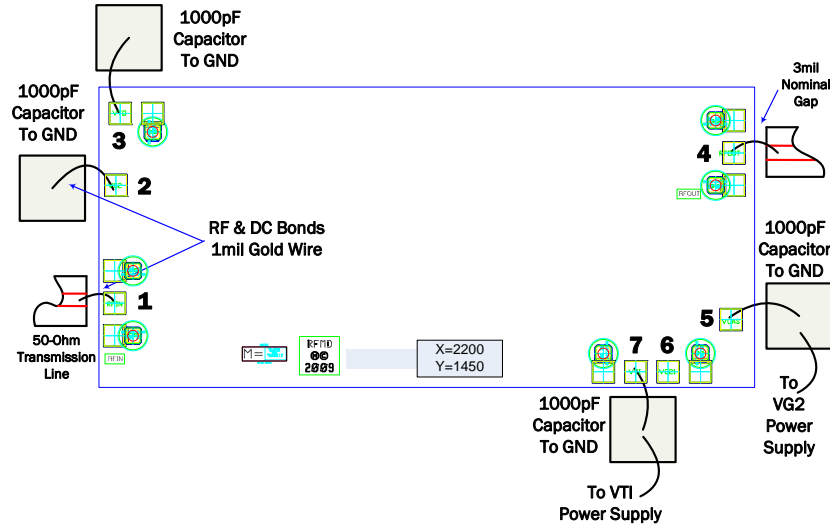 1000pF
Capacitor
To GND
1000pF
Capacitor
To GND
3
2
RF & DC Bonds
1mil Gold Wire
1
50-Ohm
Transmission
Line
RFIN
M=
RFMD
©©
2009
X=2200
Y=1450
3mil
Nominal
Gap
4
RFOUT
1000pF
Capacitor
To GND
5
To
VG2
Power
Supply
7
6
1000pF
Capacitor
To GND
To VTI
Power Supply